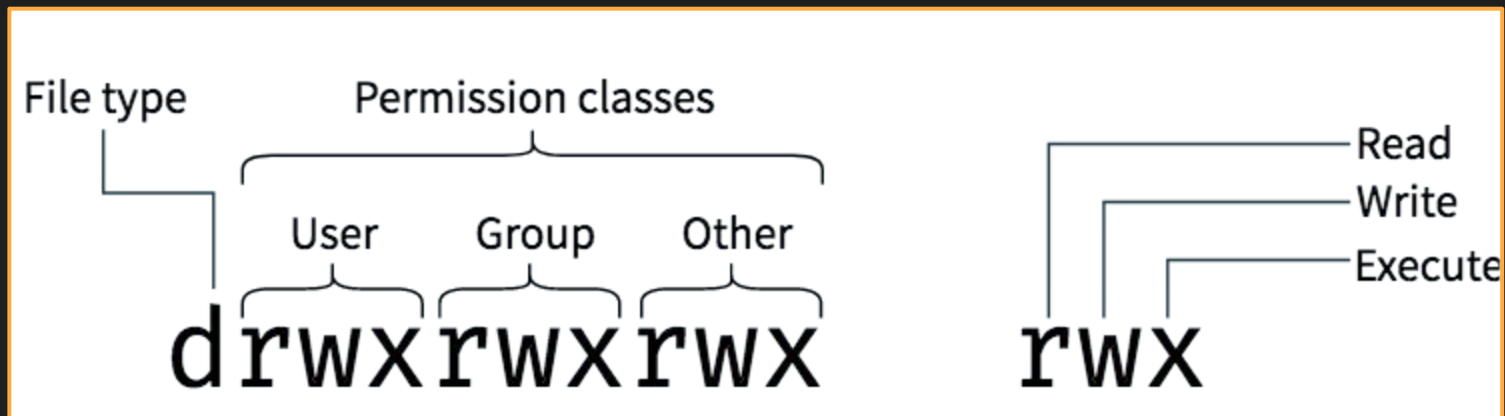 File type
Permission classes
Read
Write
Execute
User Group Other
drwxrwxrwx rwx